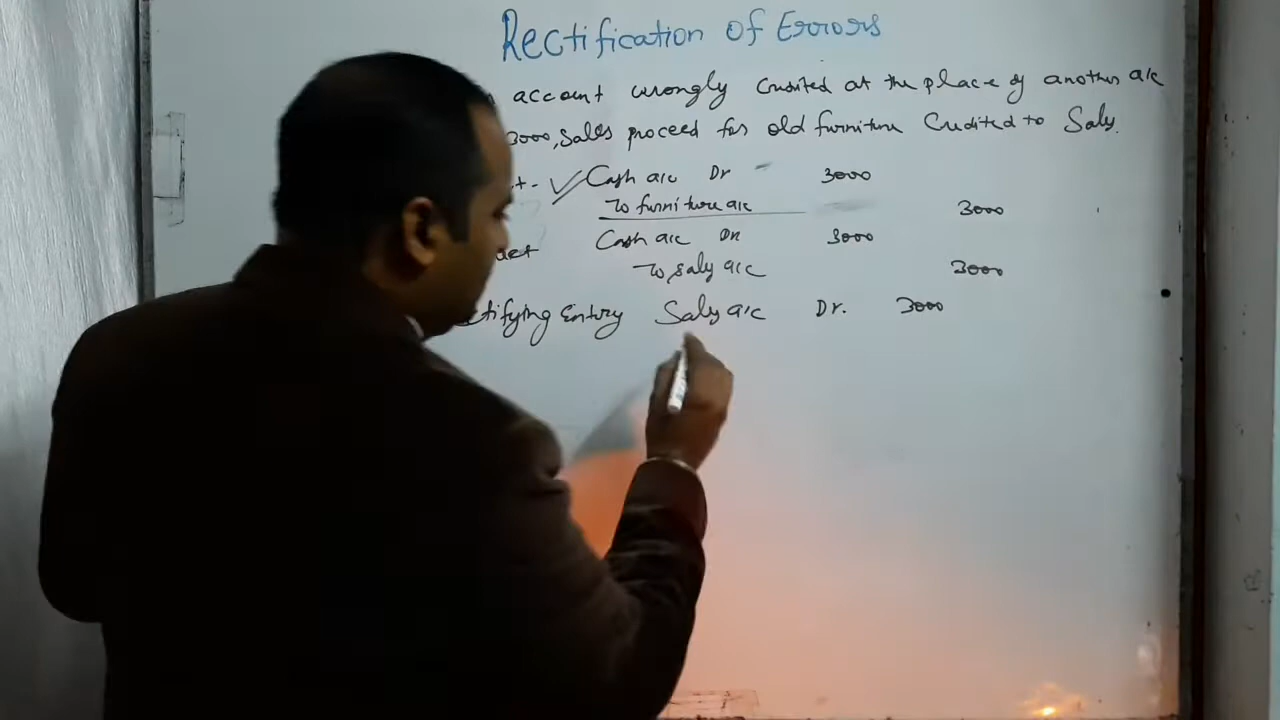 Rectification of Errors
account wrongly Credited at the place of another a/c
3000, Sales proceed for old furniture Credited to Sales.
Cash a/c Dr 3000
To furniture a/c 3000
Cash a/c Dr 3000
To Sales a/c 3000
tifying Entry Sales a/c Dr. 3000